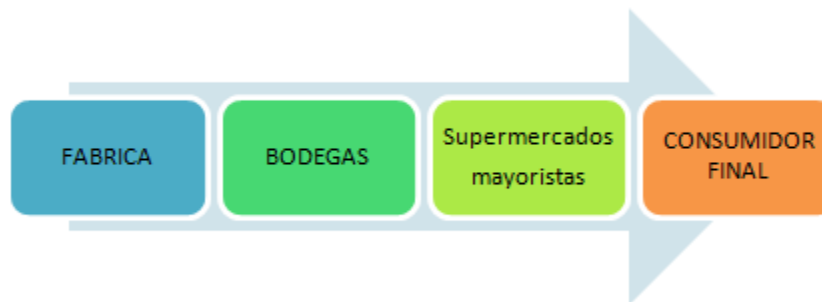 FABRICA
BODEGAS
Supermercados
mayoristas
CONSUMIDOR
FINAL